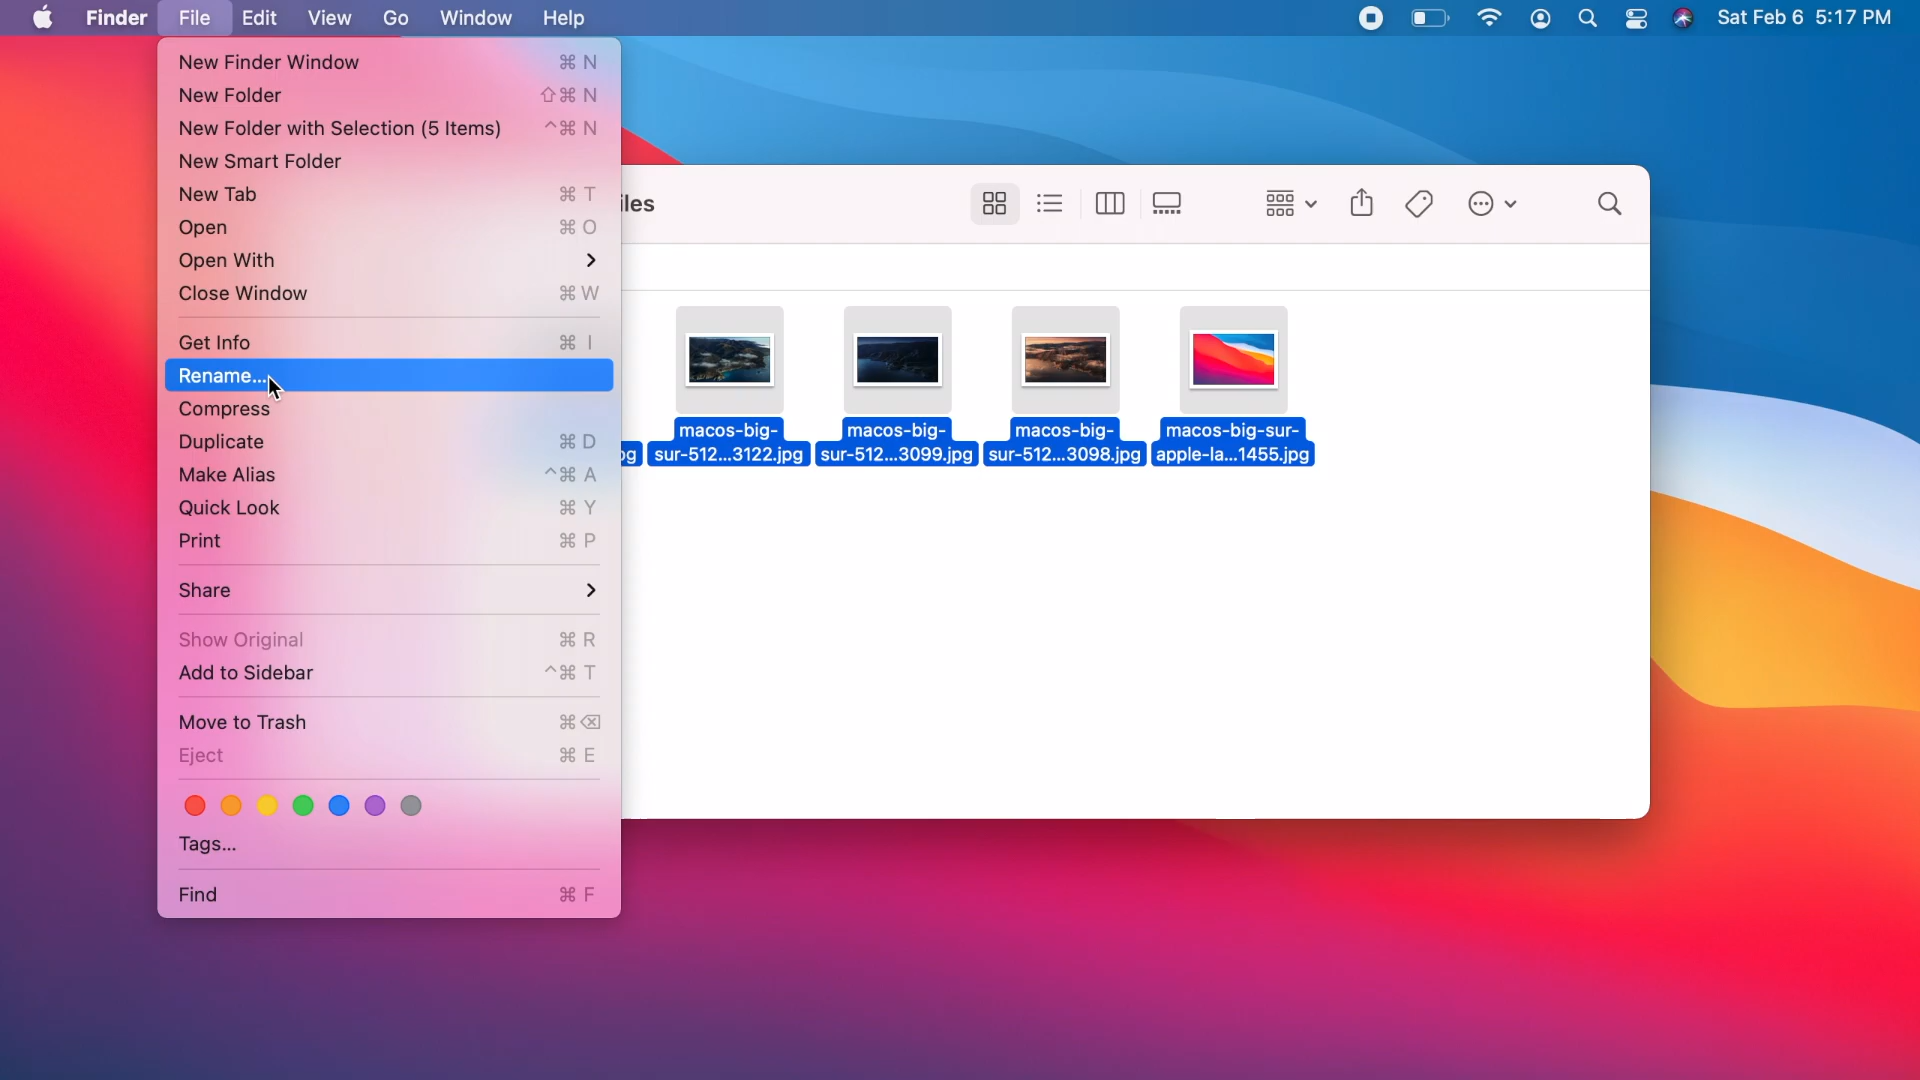 Finder File Edit View Go Window Help Sat Feb 6 5:17 PM
New Finder Window ⌘ N
New Folder ⇧⌘ N
New Folder with Selection (5 Items) ^⌘ N
New Smart Folder
New Tab ⌘ T
Open ⌘ O
Open With
Close Window ⌘ W
Get Info ⌘ I
Rename...
Compress
Duplicate ⌘ D
Make Alias ^⌘ A
Quick Look ⌘ Y
Print ⌘ P
Share
Show Original ⌘ R
Add to Sidebar ^⌘ T
Move to Trash ⌘⌫
Eject ⌘ E
Tags...
Find ⌘ F
iles
macos-big-
sur-512...3122.jpg
macos-big-
sur-512...3099.jpg
macos-big-
sur-512...3098.jpg
macos-big-sur-
apple-la...1455.jpg